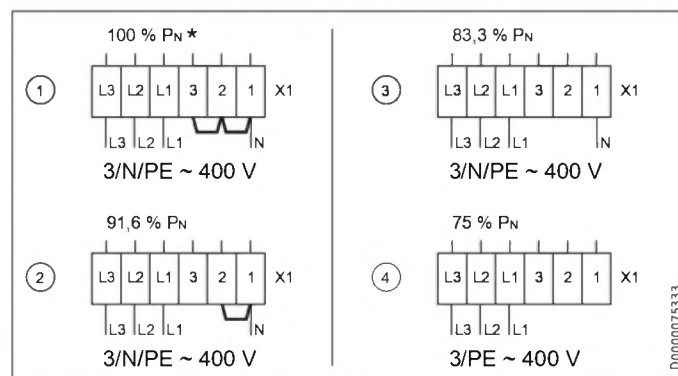 100 % PN *
1
L3 L2 L1 3 2 1 X1
L3 L2 L1 N
3/N/PE ~ 400 V
91,6 % PN
2
L3 L2 L1 3 2 1 X1
L3 L2 L1 N
3/N/PE ~ 400 V
83,3 % PN
3
L3 L2 L1 3 2 1 X1
L3 L2 L1 N
3/N/PE ~ 400 V
75 % PN
4
L3 L2 L1 3 2 1 X1
L3 L2 L1
3/PE ~ 400 V
D0000075333